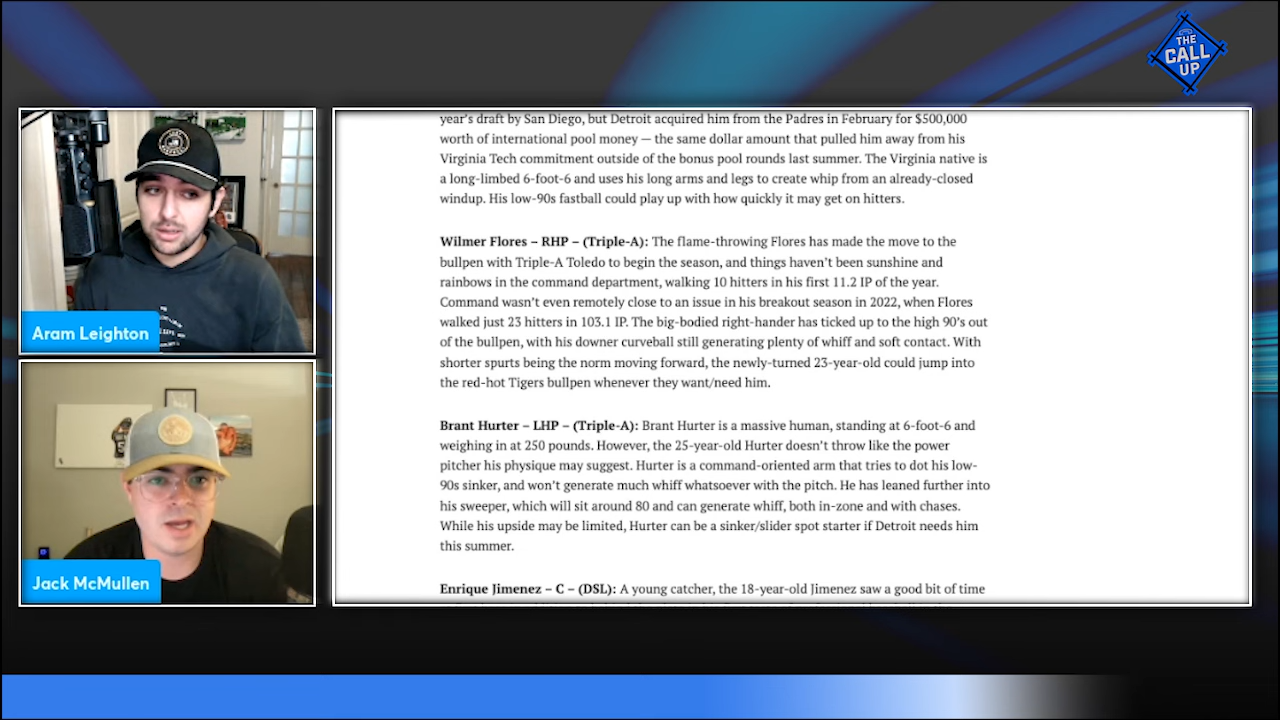 THE
CALL
UP
Aram Leighton
Jack McMullen
year's draft by San Diego, but Detroit acquired him from the Padres in February for $500,000
worth of international pool money — the same dollar amount that pulled him away from his
Virginia Tech commitment outside of the bonus pool rounds last summer. The Virginia native is
a long-limbed 6-foot-6 and uses his long arms and legs to create whip from an already-closed
windup. His low-90s fastball could play up with how quickly it may get on hitters.
Wilmer Flores – RHP – (Triple-A): The flame-throwing Flores has made the move to the
bullpen with Triple-A Toledo to begin the season, and things haven't been sunshine and
rainbows in the command department, walking 10 hitters in his first 11.2 IP of the year.
Command wasn't even remotely close to an issue in his breakout season in 2022, when Flores
walked just 23 hitters in 103.1 IP. The big-bodied right-hander has ticked up to the high 90's out
of the bullpen, with his downer curveball still generating plenty of whiff and soft contact. With
shorter spurts being the norm moving forward, the newly-turned 23-year-old could jump into
the red-hot Tigers bullpen whenever they want/need him.
Brant Hurter – LHP – (Triple-A): Brant Hurter is a massive human, standing at 6-foot-6 and
weighing in at 250 pounds. However, the 25-year-old Hurter doesn't throw like the power
pitcher his physique may suggest. Hurter is a command-oriented arm that tries to dot his low-
90s sinker, and won't generate much whiff whatsoever with the pitch. He has leaned further into
his sweeper, which will sit around 80 and can generate whiff, both in-zone and with chases.
While his upside may be limited, Hurter can be a sinker/slider spot starter if Detroit needs him
this summer.
Enrique Jimenez – C – (DSL): A young catcher, the 18-year-old Jimenez saw a good bit of time